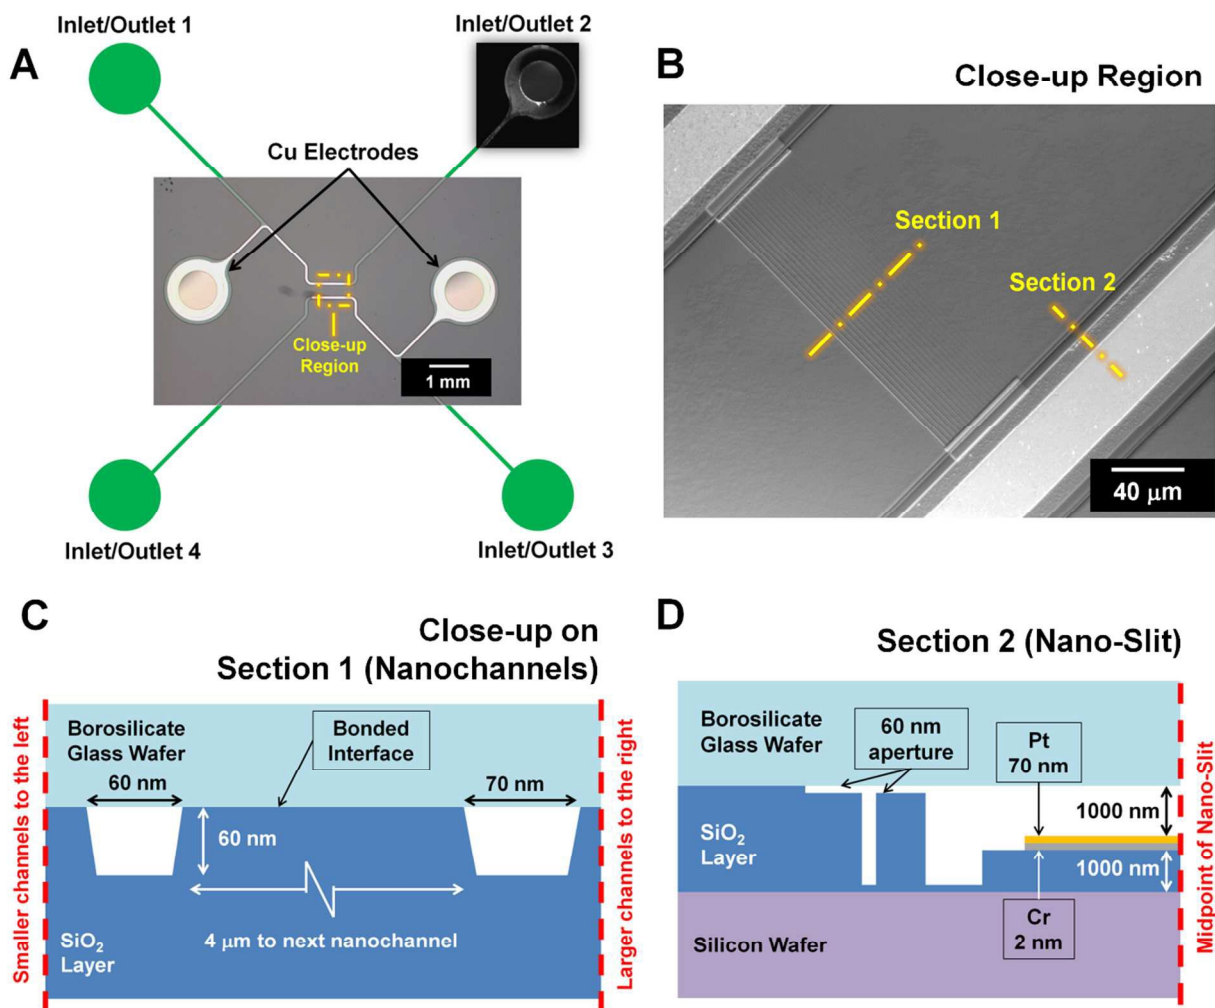 A
Inlet/Outlet 1
Inlet/Outlet 2
Cu Electrodes
Close-up
Region
1 mm
Inlet/Outlet 4
Inlet/Outlet 3
B
Close-up Region
Section 1
Section 2
40 μm
C
Close-up on
Section 1 (Nanochannels)
Smaller channels to the left
Borosilicate
Glass Wafer
Bonded
Interface
60 nm
70 nm
60 nm
4 μm to next nanochannel
SiO2
Layer
Larger channels to the right
D
Section 2 (Nano-Slit)
Borosilicate
Glass Wafer
60 nm
aperture
Pt
70 nm
1000 nm
SiO2
Layer
1000 nm
Cr
2 nm
Silicon Wafer
Midpoint of Nano-Slit